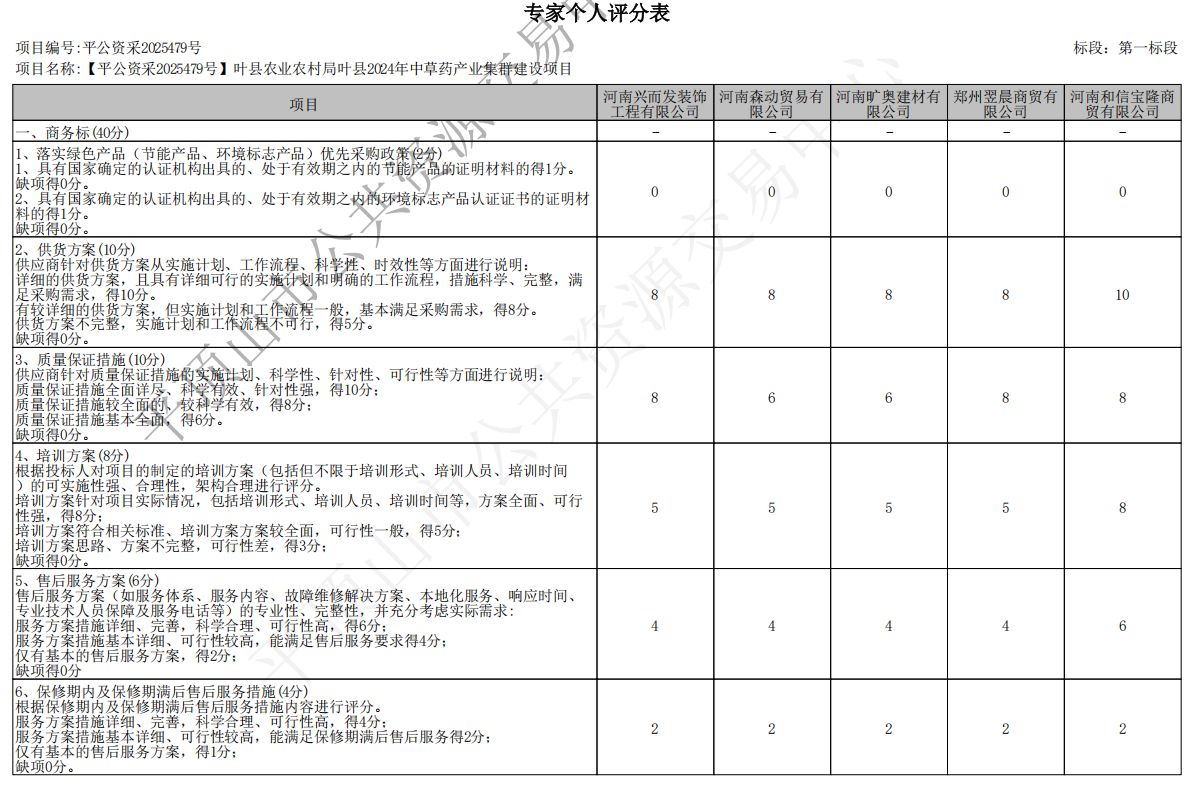 专家个人评分表
项目编号:平公资采2025479号
标段：第一标段
项目名称:【平公资采2025479号】叶县农业农村局叶县2024年中草药产业集群建设项目
项目 河南兴而发装饰工程有限公司 河南森动贸易有限公司 河南旷奥建材有限公司 郑州翌晨商贸有限公司 河南和信宝隆商贸有限公司
一、商务标(40分) — — — — —
1、落实绿色产品（节能产品、环境标志产品）优先采购政策(2分)
1、具有国家确定的认证机构出具的、处于有效期之内的节能产品的证明材料的得1分。
缺项得0分。
2、具有国家确定的认证机构出具的、处于有效期之内的环境标志产品认证证书的证明材
料的得1分。
缺项得0分。
0 0 0 0 0
2、供货方案(10分)
供应商针对供货方案从实施计划、工作流程、科学性、时效性等方面进行说明:
详细的供货方案，且具有详细可行的实施计划和明确的工作流程，措施科学、完整，满
足采购需求，得10分。
有较详细的供货方案，但实施计划和工作流程一般，基本满足采购需求，得8分。
供货方案不完整，实施计划和工作流程不可行，得5分。
缺项得0分。
8 8 8 8 10
3、质量保证措施(10分)
供应商针对质量保证措施的实施计划、科学性、针对性、可行性等方面进行说明:
质量保证措施全面详尽、科学有效、针对性强，得10分；
质量保证措施较全面的、较科学有效，得8分；
质量保证措施基本全面，得6分。
缺项得0分。
8 6 6 8 8
4、培训方案(8分)
根据投标人对项目的制定的培训方案（包括但不限于培训形式、培训人员、培训时间
）的可实施性强、合理性，架构合理进行评分。
培训方案针对项目实际情况，包括培训形式、培训人员、培训时间等，方案全面、可行
性强，得8分；
培训方案符合相关标准、培训方案方案较全面，可行性一般，得5分；
培训方案思路、方案不完整，可行性差，得3分；
缺项得0分。
5 5 5 5 8
5、售后服务方案(6分)
售后服务方案（如服务体系、服务内容、故障维修解决方案、本地化服务、响应时间、
专业技术人员保障及服务电话等）的专业性、完整性，并充分考虑实际需求:
服务方案措施详细、完善，科学合理、可行性高，得6分；
服务方案措施基本详细、可行性较高，能满足售后服务要求得4分；
仅有基本的售后服务方案，得2分；
缺项得0分
4 4 4 4 6
6、保修期内及保修期满后售后服务措施(4分)
根据保修期内及保修期满后售后服务措施内容进行评分。
服务方案措施详细、完善，科学合理、可行性高，得4分；
服务方案措施基本详细、可行性较高，能满足保修期满后售后服务得2分；
仅有基本的售后服务方案，得1分；
缺项0分。
2 2 2 2 2
平顶山市公共资源交易中
平顶山市公共资源交易中心